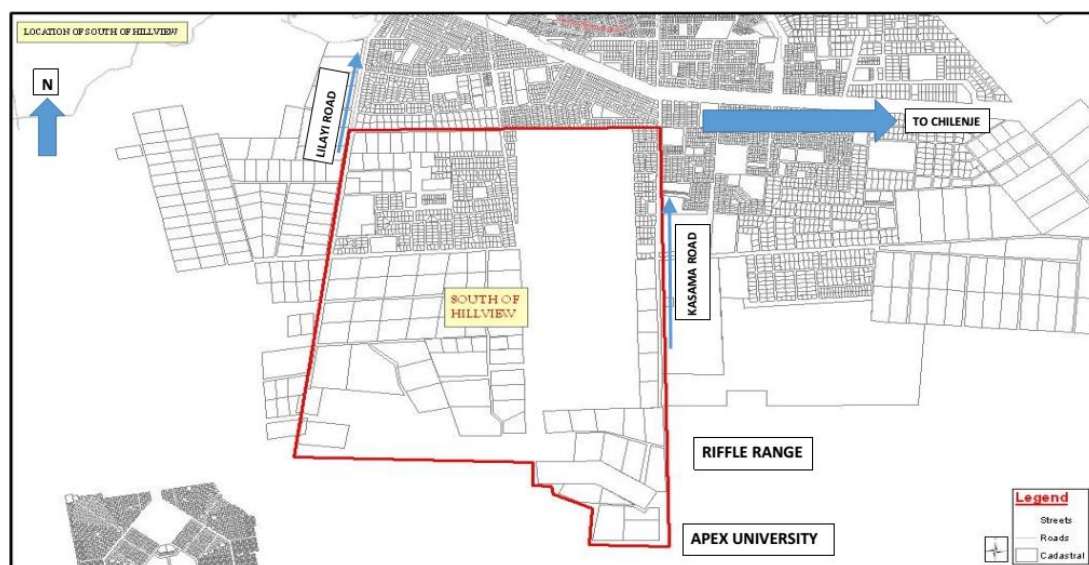 LOCATION OF SOUTH OF HILLVIEW
N
LILAYI ROAD
TO CHILENJE
KASAMA ROAD
SOUTH OF
HILLVIEW
RIFFLE RANGE
APEX UNIVERSITY
Legend
Streets
Roads
Cadastral